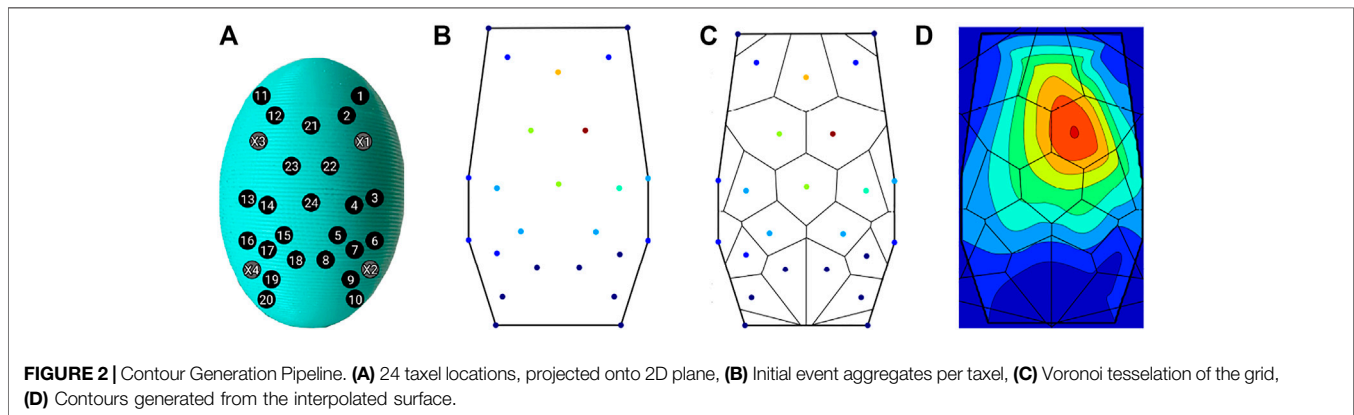 A B C D
11 1
12 2
21
X3 X1
23 22
13 3
14 24 4
15 5
16 6
17 7
18 8
X4 X2
19 9
20 10
FIGURE 2 | Contour Generation Pipeline. (A) 24 taxel locations, projected onto 2D plane, (B) Initial event aggregates per taxel, (C) Voronoi tesselation of the grid,
(D) Contours generated from the interpolated surface.